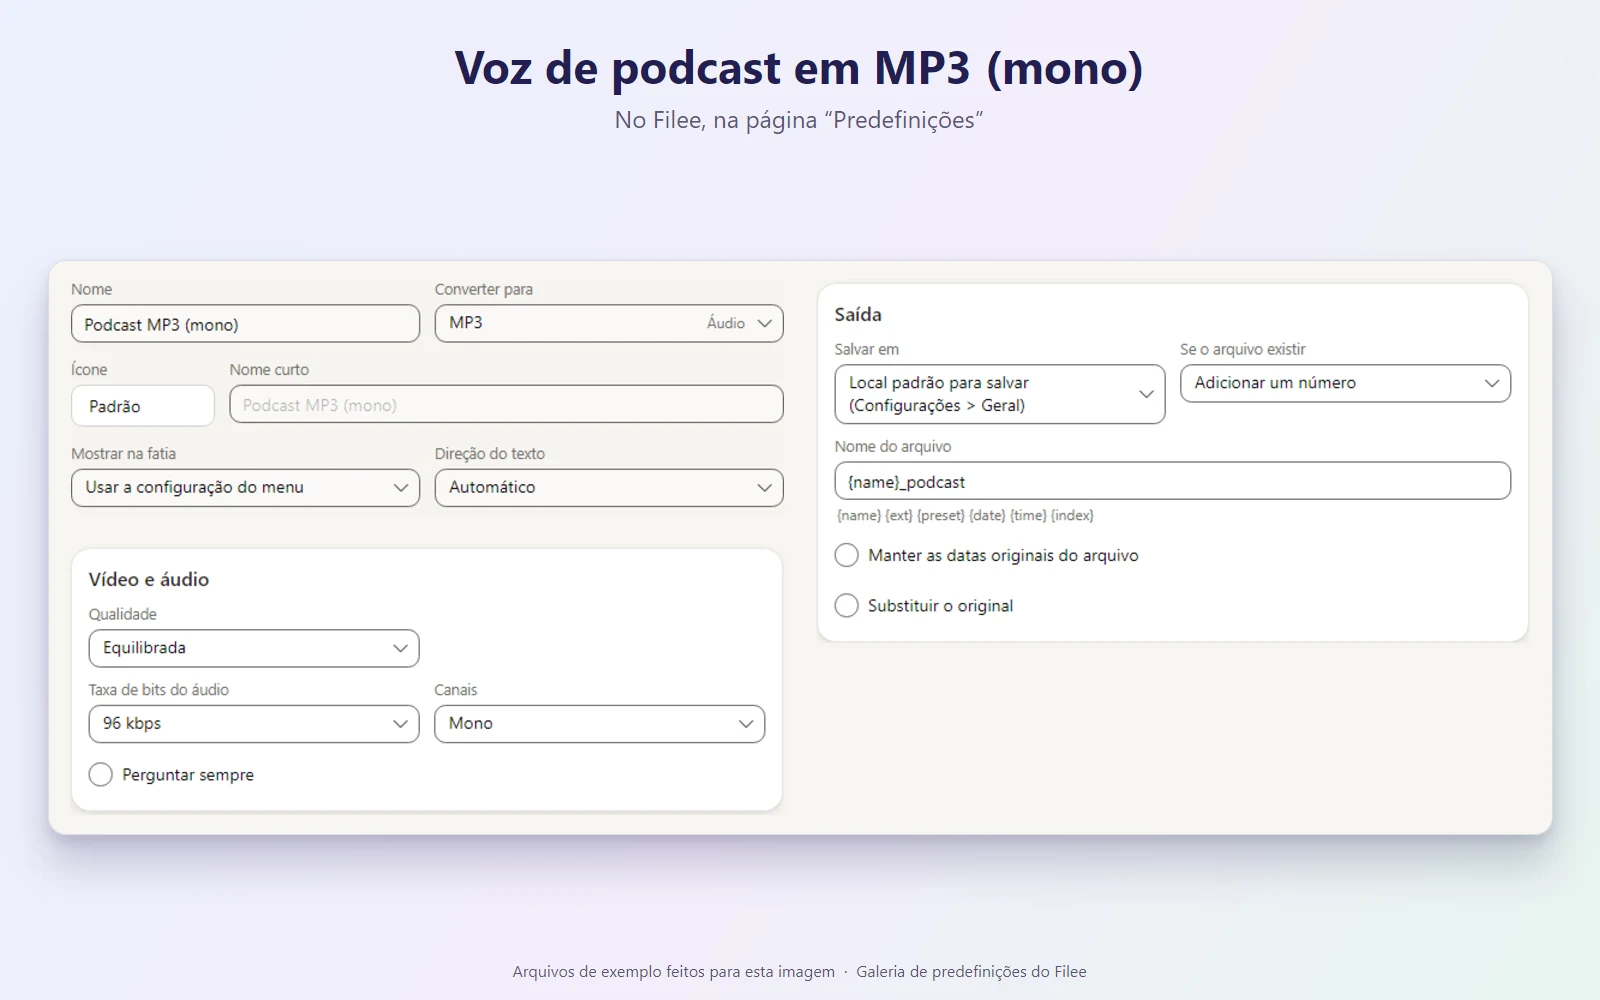 Voz de podcast em MP3 (mono)
No Filee, na página “Predefinições”
Nome
Podcast MP3 (mono)
Converter para
MP3 Áudio
Ícone
Padrão
Nome curto
Podcast MP3 (mono)
Mostrar na fatia
Usar a configuração do menu
Direção do texto
Automático
Vídeo e áudio
Qualidade
Equilibrada
Taxa de bits do áudio
96 kbps
Canais
Mono
Perguntar sempre
Saída
Salvar em
Local padrão para salvar
(Configurações > Geral)
Se o arquivo existir
Adicionar um número
Nome do arquivo
{name}_podcast
{name} {ext} {preset} {date} {time} {index}
Manter as datas originais do arquivo
Substituir o original
Arquivos de exemplo feitos para esta imagem · Galeria de predefinições do Filee